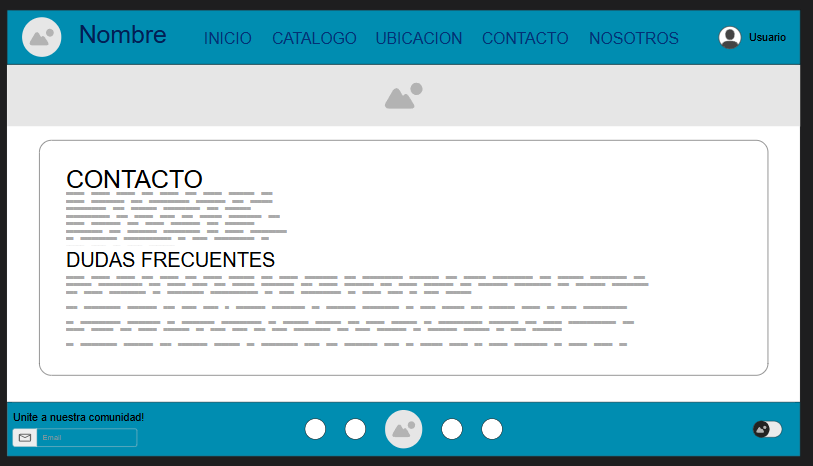 Nombre INICIO CATALOGO UBICACION CONTACTO NOSOTROS Usuario
CONTACTO
DUDAS FRECUENTES
Unite a nuestra comunidad!
Email